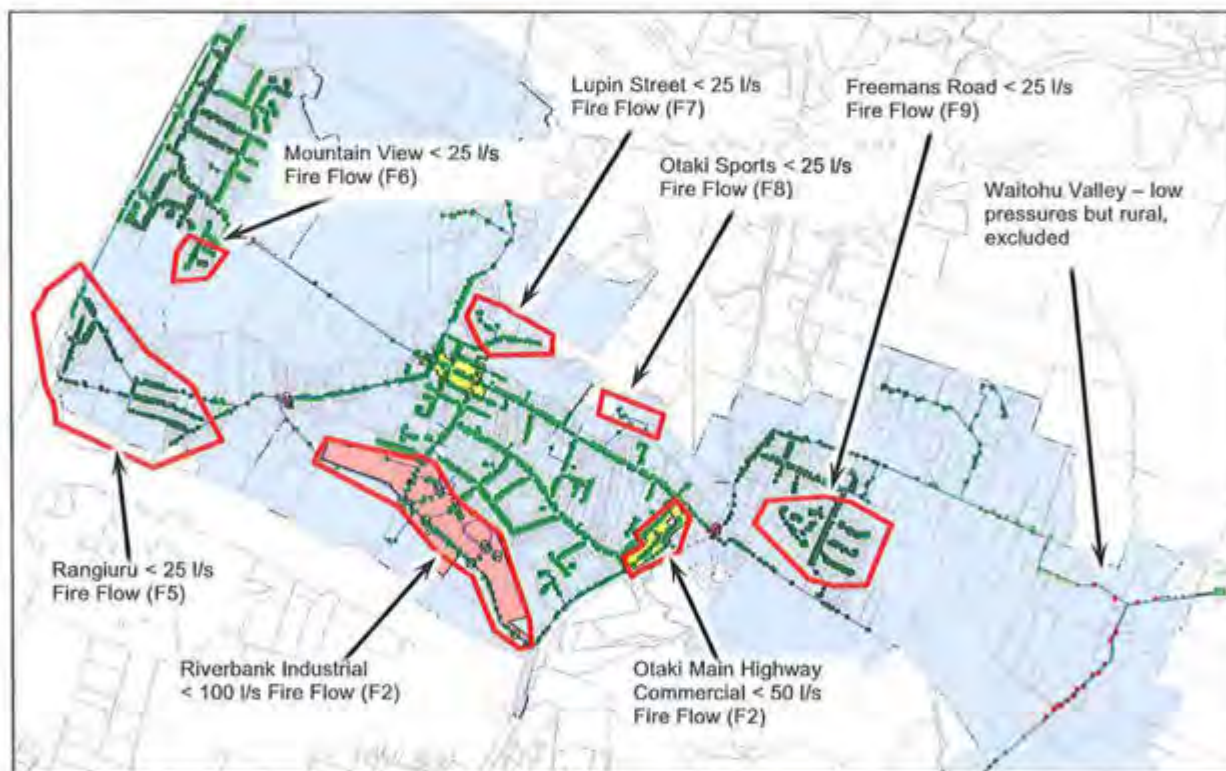 Lupin Street < 25 l/s
Fire Flow (F7)
Freemans Road < 25 l/s
Fire Flow (F9)
Mountain View < 25 l/s
Fire Flow (F6)
Otaki Sports < 25 l/s
Fire Flow (F8)
Waitohu Valley – low
pressures but rural,
excluded
Rangiuru < 25 l/s
Fire Flow (F5)
Riverbank Industrial
< 100 l/s Fire Flow (F2)
Otaki Main Highway
Commercial < 50 l/s
Fire Flow (F2)